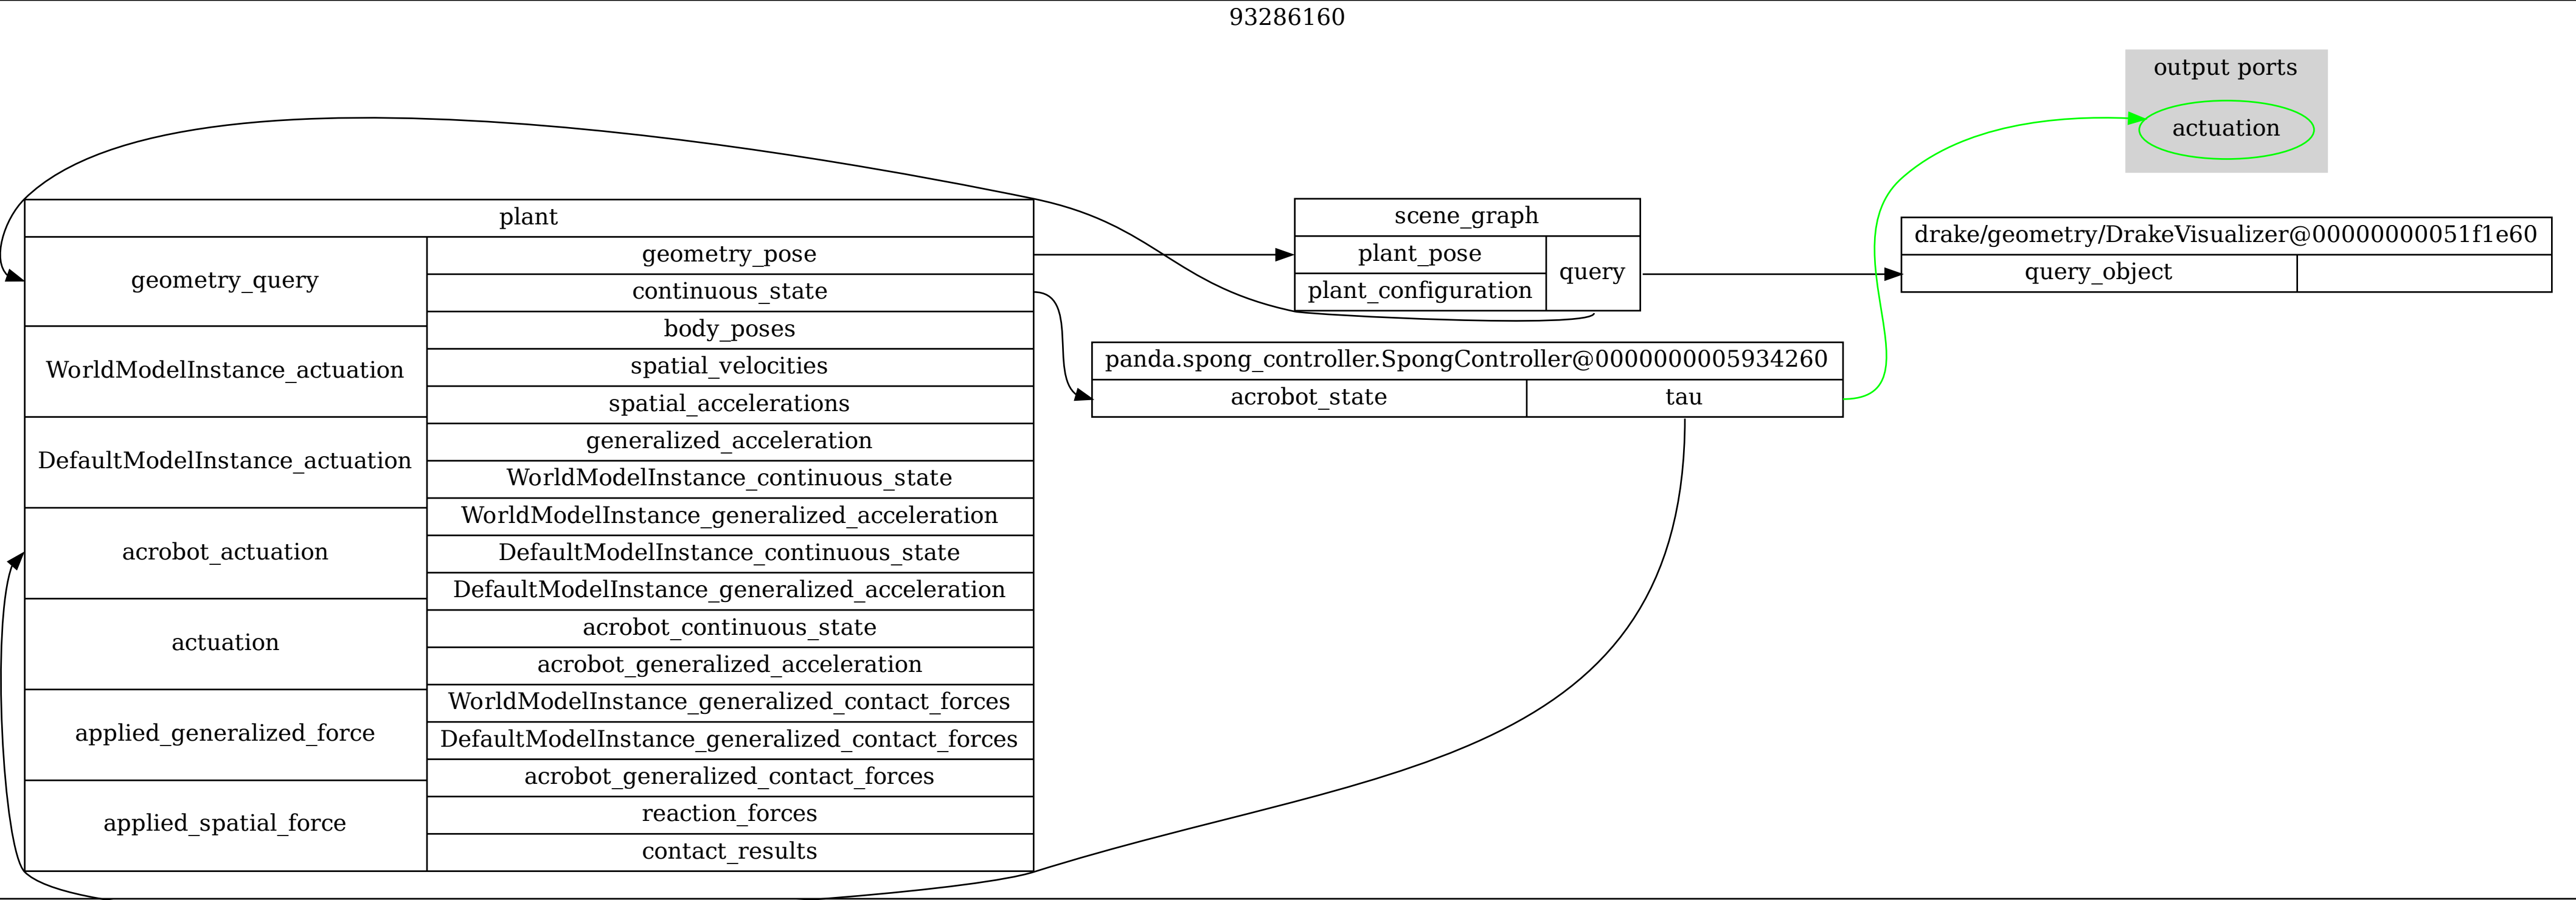 93286160
output ports
actuation
plant
geometry_query
WorldModelInstance_actuation
DefaultModelInstance_actuation
acrobot_actuation
actuation
applied_generalized_force
applied_spatial_force
geometry_pose
continuous_state
body_poses
spatial_velocities
spatial_accelerations
generalized_acceleration
WorldModelInstance_continuous_state
WorldModelInstance_generalized_acceleration
DefaultModelInstance_continuous_state
DefaultModelInstance_generalized_acceleration
acrobot_continuous_state
acrobot_generalized_acceleration
WorldModelInstance_generalized_contact_forces
DefaultModelInstance_generalized_contact_forces
acrobot_generalized_contact_forces
reaction_forces
contact_results
scene_graph
plant_pose
plant_configuration
query
panda.spong_controller.SpongController@0000000005934260
acrobot_state
tau
drake/geometry/DrakeVisualizer@00000000051f1e60
query_object